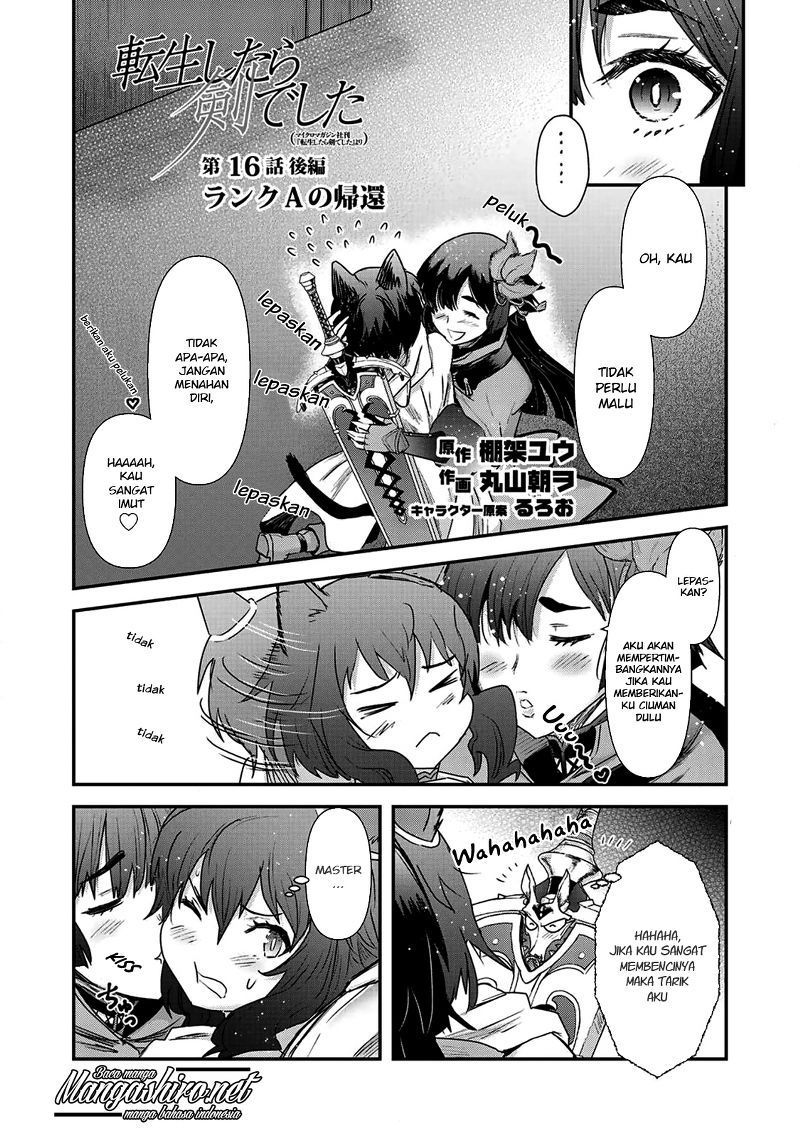 転生したら
剣でした
(マイクロマガジン社刊
『転生したら剣でした』より)
第16話 後編
ランクAの帰還
......
OH, KAU
TIDAK
PERLU
MALU
peluk
lepaskan
lepaskan
lepaskan
TIDAK
APA-APA,
JANGAN
MENAHAN
DIRI,
berikan aku pelukan
HAAAAH,
KAU
SANGAT
IMUT
♡
原作 棚架ユウ
作画 丸山朝ヲ
キャラクター原案 るろお
LEPAS-
KAN?
AKU AKAN
MEMPERTIM-
BANGKANNYA
JIKA KAU
MEMBERIKAN-
KU CIUMAN
DULU
Uuu~♡
tidak
tidak
tidak
Wahahahaha
HAHAHA,
JIKA KAU SANGAT
MEMBENCINYA
MAKA TARIK
AKU
MASTER
...
KISS
ちゅっ
Baca manga
Mangashiro.net
manga bahasa indonesia